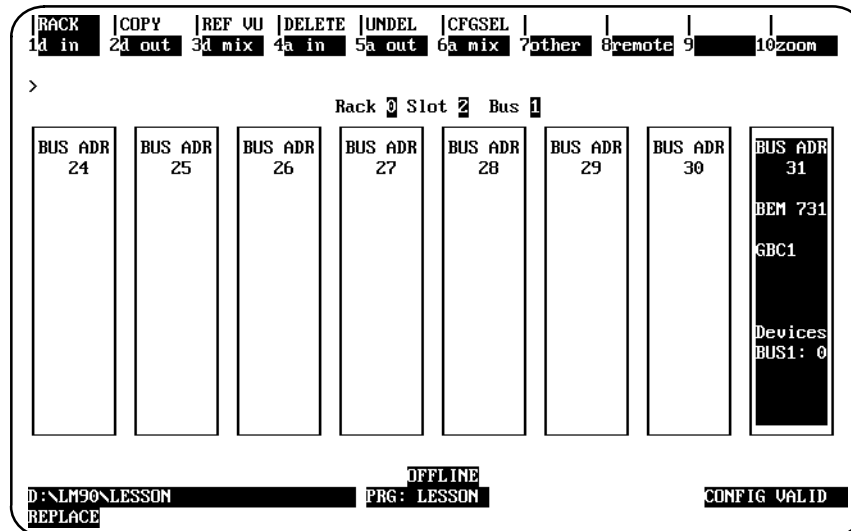 |RACK |COPY |REF VU |DELETE |UNDEL |CFGSEL | | | |
1d in 2d out 3d mix 4a in 5a out 6a mix 7other 8remote 9 10zoom
>
Rack 0 Slot 2 Bus 1
BUS ADR BUS ADR BUS ADR BUS ADR BUS ADR BUS ADR BUS ADR BUS ADR
24 25 26 27 28 29 30 31
BEM 731
GBC1
Devices
BUS1: 0
OFFLINE
D:\LM90\LESSON PRG: LESSON CONFIG VALID
REPLACE